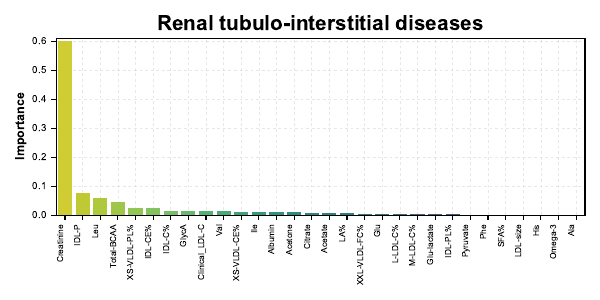 Renal tubulo-interstitial diseases
Importance
0.6
0.5
0.4
0.3
0.2
0.1
0.0
Creatinine
IDL-P
Leu
Total-BCAA
XS-VLDL-PL%
IDL-CE%
IDL-C%
GlycA
Clinical_LDL-C
Val
XS-VLDL-CE%
Ile
Albumin
Acetone
Citrate
Acetate
LA%
XXL-VLDL-FC%
Glu
L-LDL-C%
M-LDL-C%
Glu-lactate
IDL-PL%
Pyruvate
Phe
SFA%
LDL-size
His
Omega-3
Ala